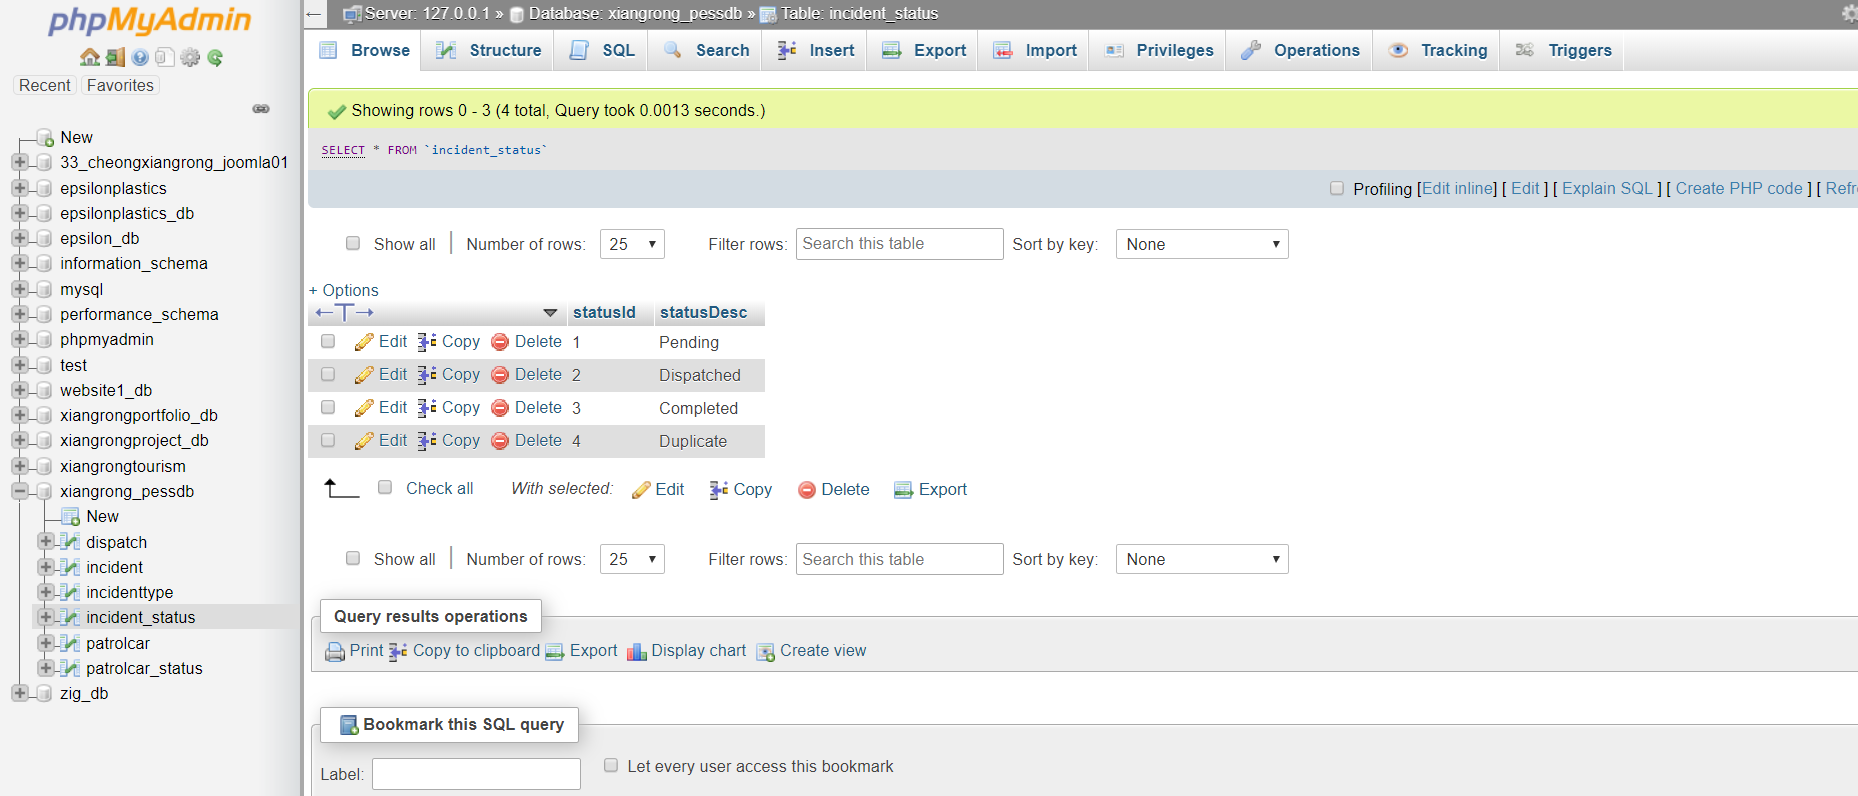 phpMyAdmin
Recent Favorites
New
33_cheongxiangrong_joomla01
epsilonplastics
epsilonplastics_db
epsilon_db
information_schema
mysql
performance_schema
phpmyadmin
test
website1_db
xiangrongportfolio_db
xiangrongproject_db
xiangrongtourism
xiangrong_pessdb
New
dispatch
incident
incidenttype
incident_status
patrolcar
patrolcar_status
zig_db
Server: 127.0.0.1 » Database: xiangrong_pessdb » Table: incident_status
Browse Structure SQL Search Insert Export Import Privileges Operations Tracking Triggers
Showing rows 0 - 3 (4 total, Query took 0.0013 seconds.)
SELECT * FROM `incident_status`
Profiling [Edit inline] [ Edit ] [ Explain SQL ] [ Create PHP code ] [ Refr
Show all Number of rows: 25 Filter rows: Search this table Sort by key: None
+ Options
statusId statusDesc
Edit Copy Delete 1 Pending
Edit Copy Delete 2 Dispatched
Edit Copy Delete 3 Completed
Edit Copy Delete 4 Duplicate
Check all With selected: Edit Copy Delete Export
Show all Number of rows: 25 Filter rows: Search this table Sort by key: None
Query results operations
Print Copy to clipboard Export Display chart Create view
Bookmark this SQL query
Label: Let every user access this bookmark